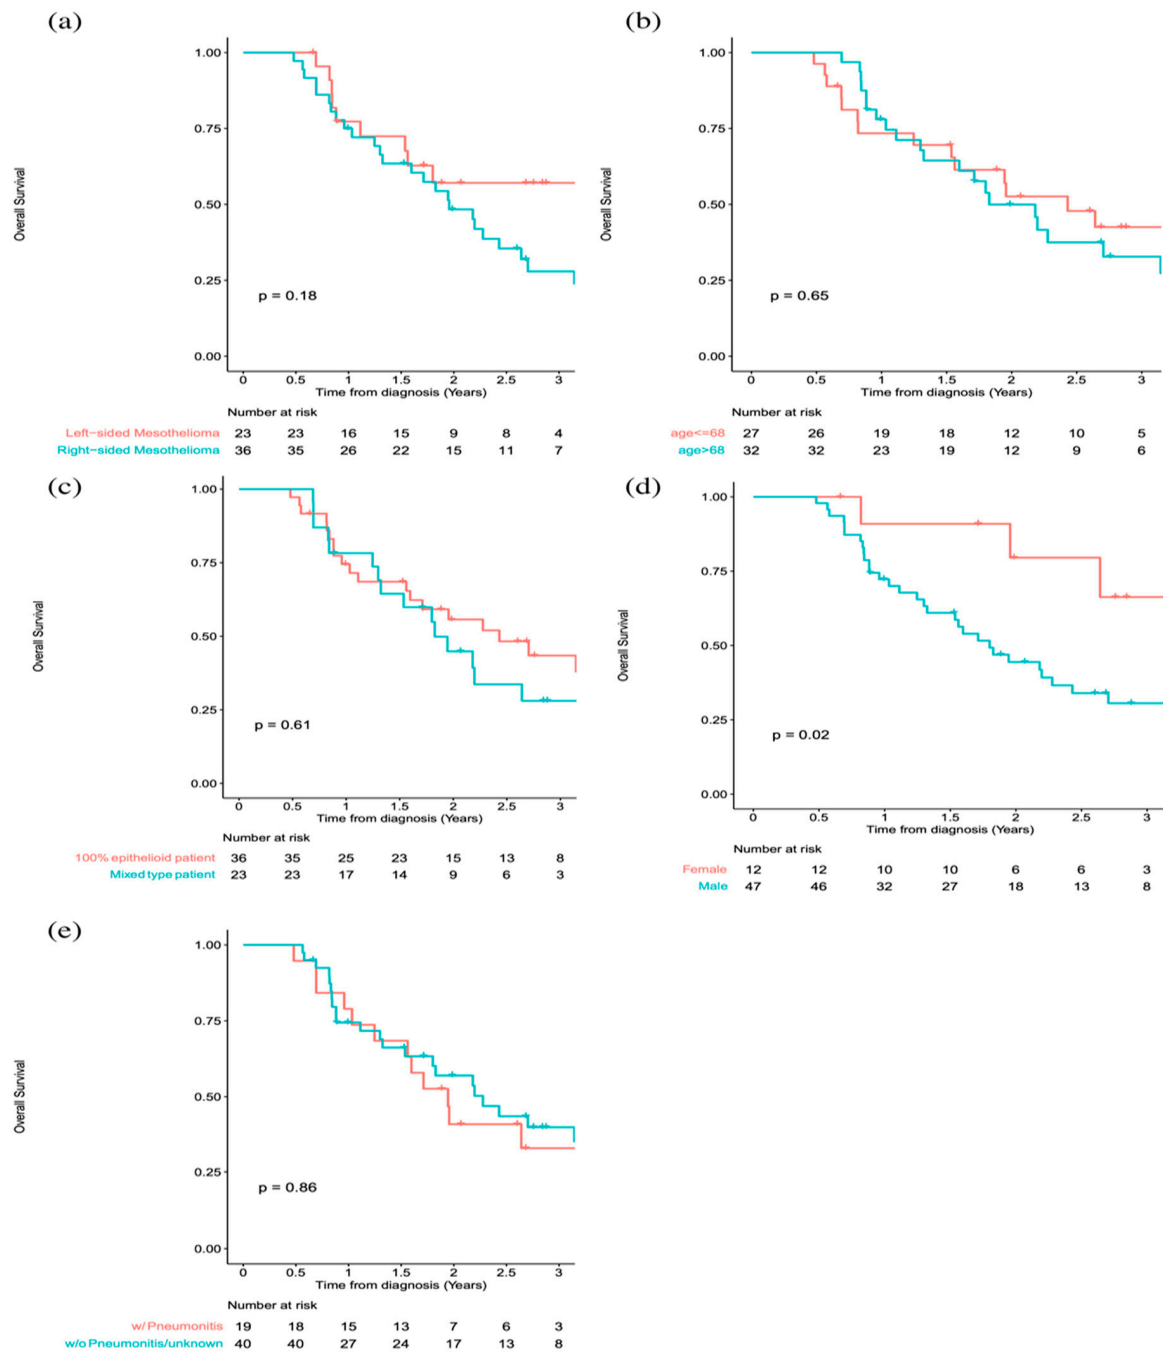 (a)
1.00
0.75
0.50
0.25
0.00
Overall Survival
p = 0.18
0 0.5 1 1.5 2 2.5 3
Time from diagnosis (Years)
Number at risk
Left-sided Mesothelioma 23 23 16 15 9 8 4
Right-sided Mesothelioma 36 35 26 22 15 11 7
(b)
1.00
0.75
0.50
0.25
0.00
Overall Survival
p = 0.65
0 0.5 1 1.5 2 2.5 3
Time from diagnosis (Years)
Number at risk
age<=68 27 26 19 18 12 10 5
age>68 32 32 23 19 12 9 6
(c)
1.00
0.75
0.50
0.25
0.00
Overall Survival
p = 0.61
0 0.5 1 1.5 2 2.5 3
Time from diagnosis (Years)
Number at risk
100% epithelioid patient 36 35 25 23 15 13 8
Mixed type patient 23 23 17 14 9 6 3
(d)
1.00
0.75
0.50
0.25
0.00
Overall Survival
p = 0.02
0 0.5 1 1.5 2 2.5 3
Time from diagnosis (Years)
Number at risk
Female 12 12 10 10 6 6 3
Male 47 46 32 27 18 13 8
(e)
1.00
0.75
0.50
0.25
0.00
Overall Survival
p = 0.86
0 0.5 1 1.5 2 2.5 3
Time from diagnosis (Years)
Number at risk
w/ Pneumonitis 19 18 15 13 7 6 3
w/o Pneumonitis/unknown 40 40 27 24 17 13 8